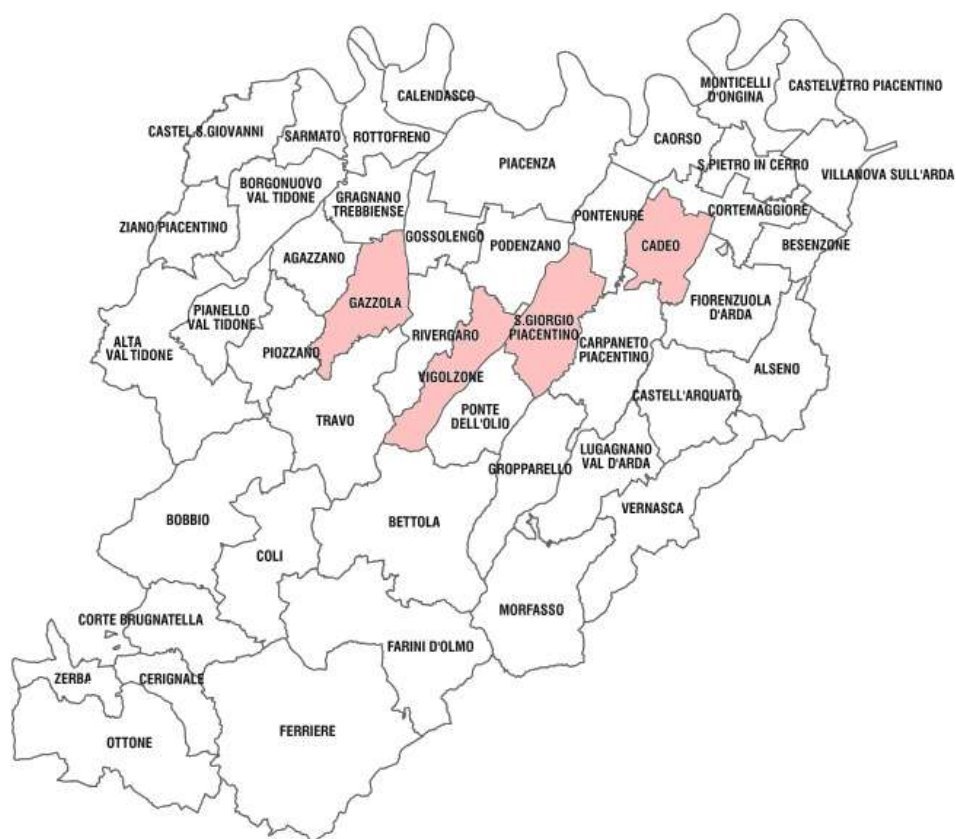 CALENDASCO
MONTICELLI
D'ONGINA
CASTELVETRO PIACENTINO
CASTEL S.GIOVANNI
SARMATO
ROTTOFRENO
CAORSO
PIACENZA
S.PIETRO IN CERRO
VILLANOVA SULL'ARDA
BORGONUOVO
VAL TIDONE
GRAGNANO
TREBBIENSE
ZIANO PIACENTINO
PONTENURE
CORTEMAGGIORE
GOSSOLENGO
PODENZANO
CADEO
BESENZONE
AGAZZANO
GAZZOLA
FIORENZUOLA
D'ARDA
PIANELLO
VAL TIDONE
S.GIORGIO
PIACENTINO
ALTA
VAL TIDONE
RIVERGARO
CARPANETO
PIACENTINO
PIOZZANO
ALSENO
VIGOLZONE
CASTELL'ARQUATO
TRAVO
PONTE
DELL'OLIO
LUGAGNANO
VAL D'ARDA
GROPPARELLO
VERNASCA
BOBBIO
BETTOLA
COLI
MORFASSO
CORTE BRUGNATELLA
FARINI D'OLMO
ZERBA
CERIGNALE
FERRIERE
OTTONE